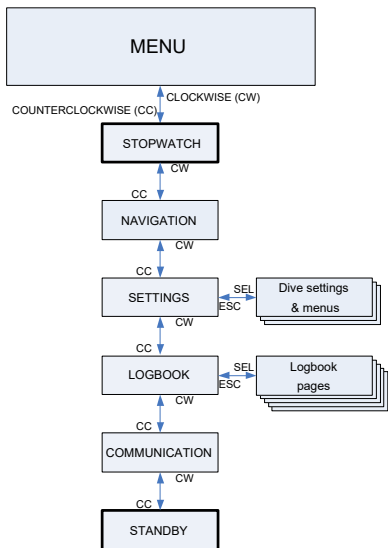 MENU
CLOCKWISE (CW)
COUNTERCLOCKWISE (CC)
STOPWATCH
CW
CC
NAVIGATION
CW
CC
SETTINGS
SEL
ESC
Dive settings
& menus
CW
CC
LOGBOOK
SEL
ESC
Logbook
pages
CW
CC
COMMUNICATION
CW
CC
STANDBY